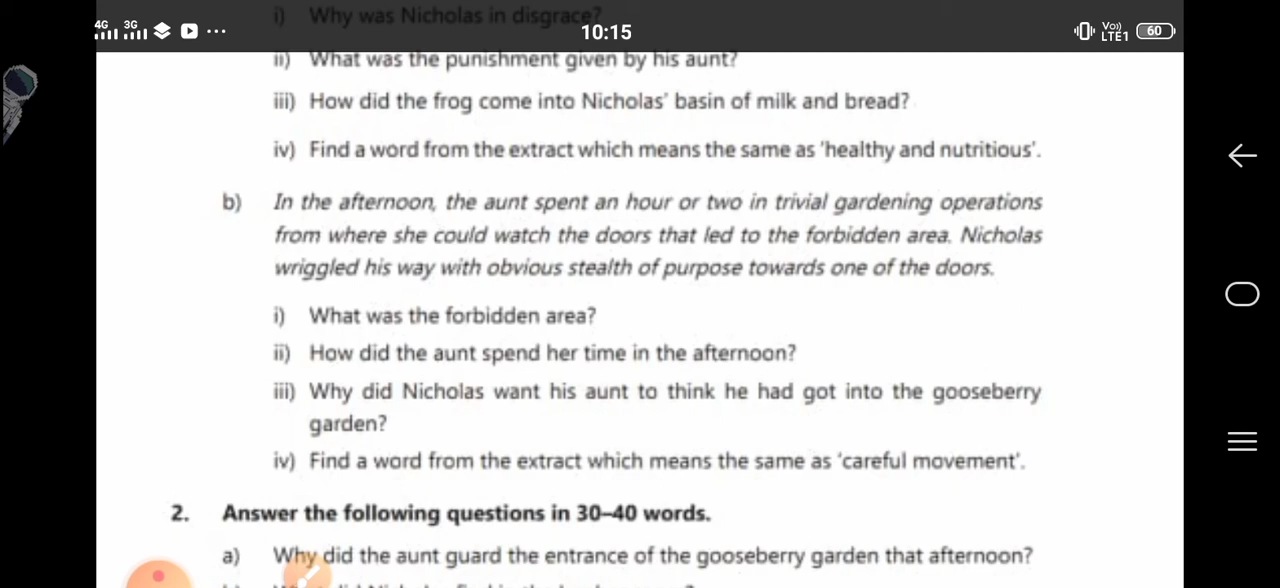 i) Why was Nicholas in disgrace?
4G 3G ... 10:15 Vo)) LTE1 60
ii) What was the punishment given by his aunt?
iii) How did the frog come into Nicholas' basin of milk and bread?
iv) Find a word from the extract which means the same as 'healthy and nutritious'.
b) In the afternoon, the aunt spent an hour or two in trivial gardening operations
from where she could watch the doors that led to the forbidden area. Nicholas
wriggled his way with obvious stealth of purpose towards one of the doors.
i) What was the forbidden area?
ii) How did the aunt spend her time in the afternoon?
iii) Why did Nicholas want his aunt to think he had got into the gooseberry
garden?
iv) Find a word from the extract which means the same as 'careful movement'.
2. Answer the following questions in 30–40 words.
a) Why did the aunt guard the entrance of the gooseberry garden that afternoon?